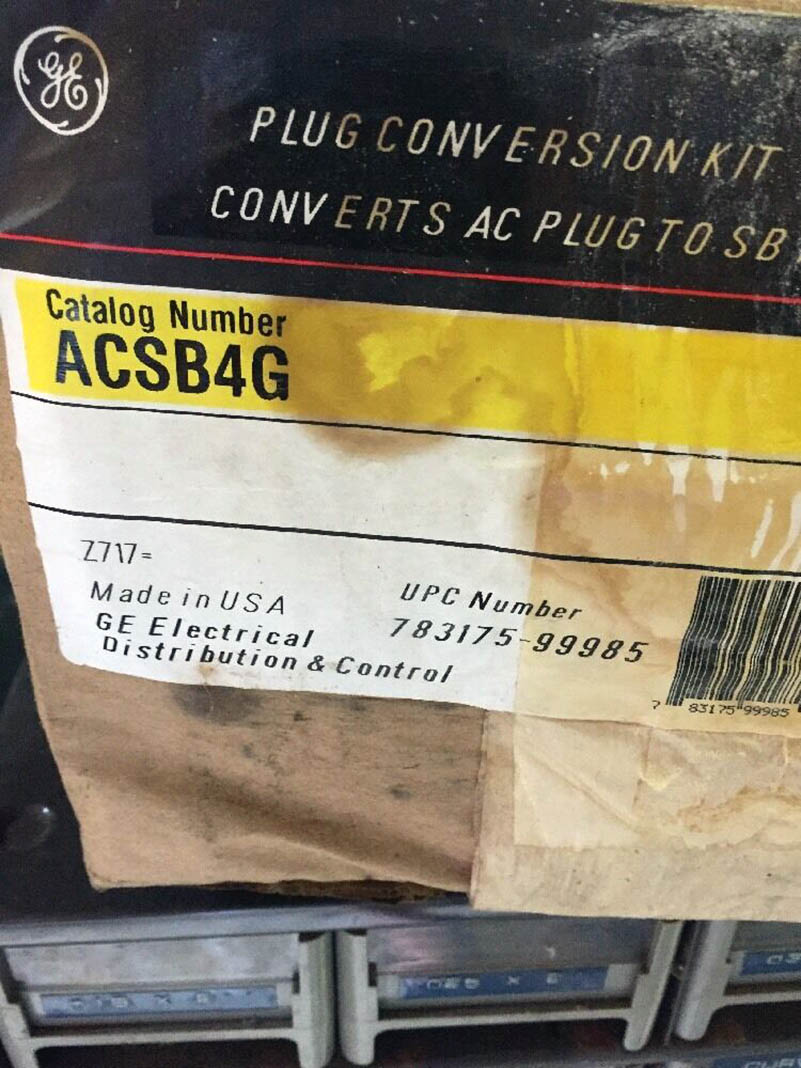 GE
PLUG CONVERSION KIT
CONVERTS AC PLUG TO SB
Catalog Number
ACSB4G
Z717=
Made in USA
GE Electrical
Distribution & Control
UPC Number
783175-99985
7 83175 99985